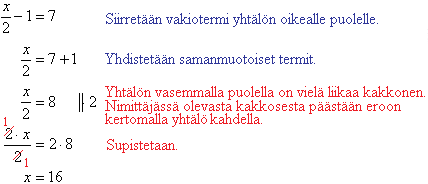 x/2 − 1 = 7 Siirretään vakiotermi yhtälön oikealle puolelle.
x/2 = 7 + 1 Yhdistetään samanmuotoiset termit.
x/2 = 8 || 2 Yhtälön vasemmalla puolella on vielä liikaa kakkonen.
Nimittäjässä olevasta kakkosesta päästään eroon
kertomalla yhtälö kahdella.
1 2 · x / 2 1 = 2 · 8 Supistetaan.
x = 16